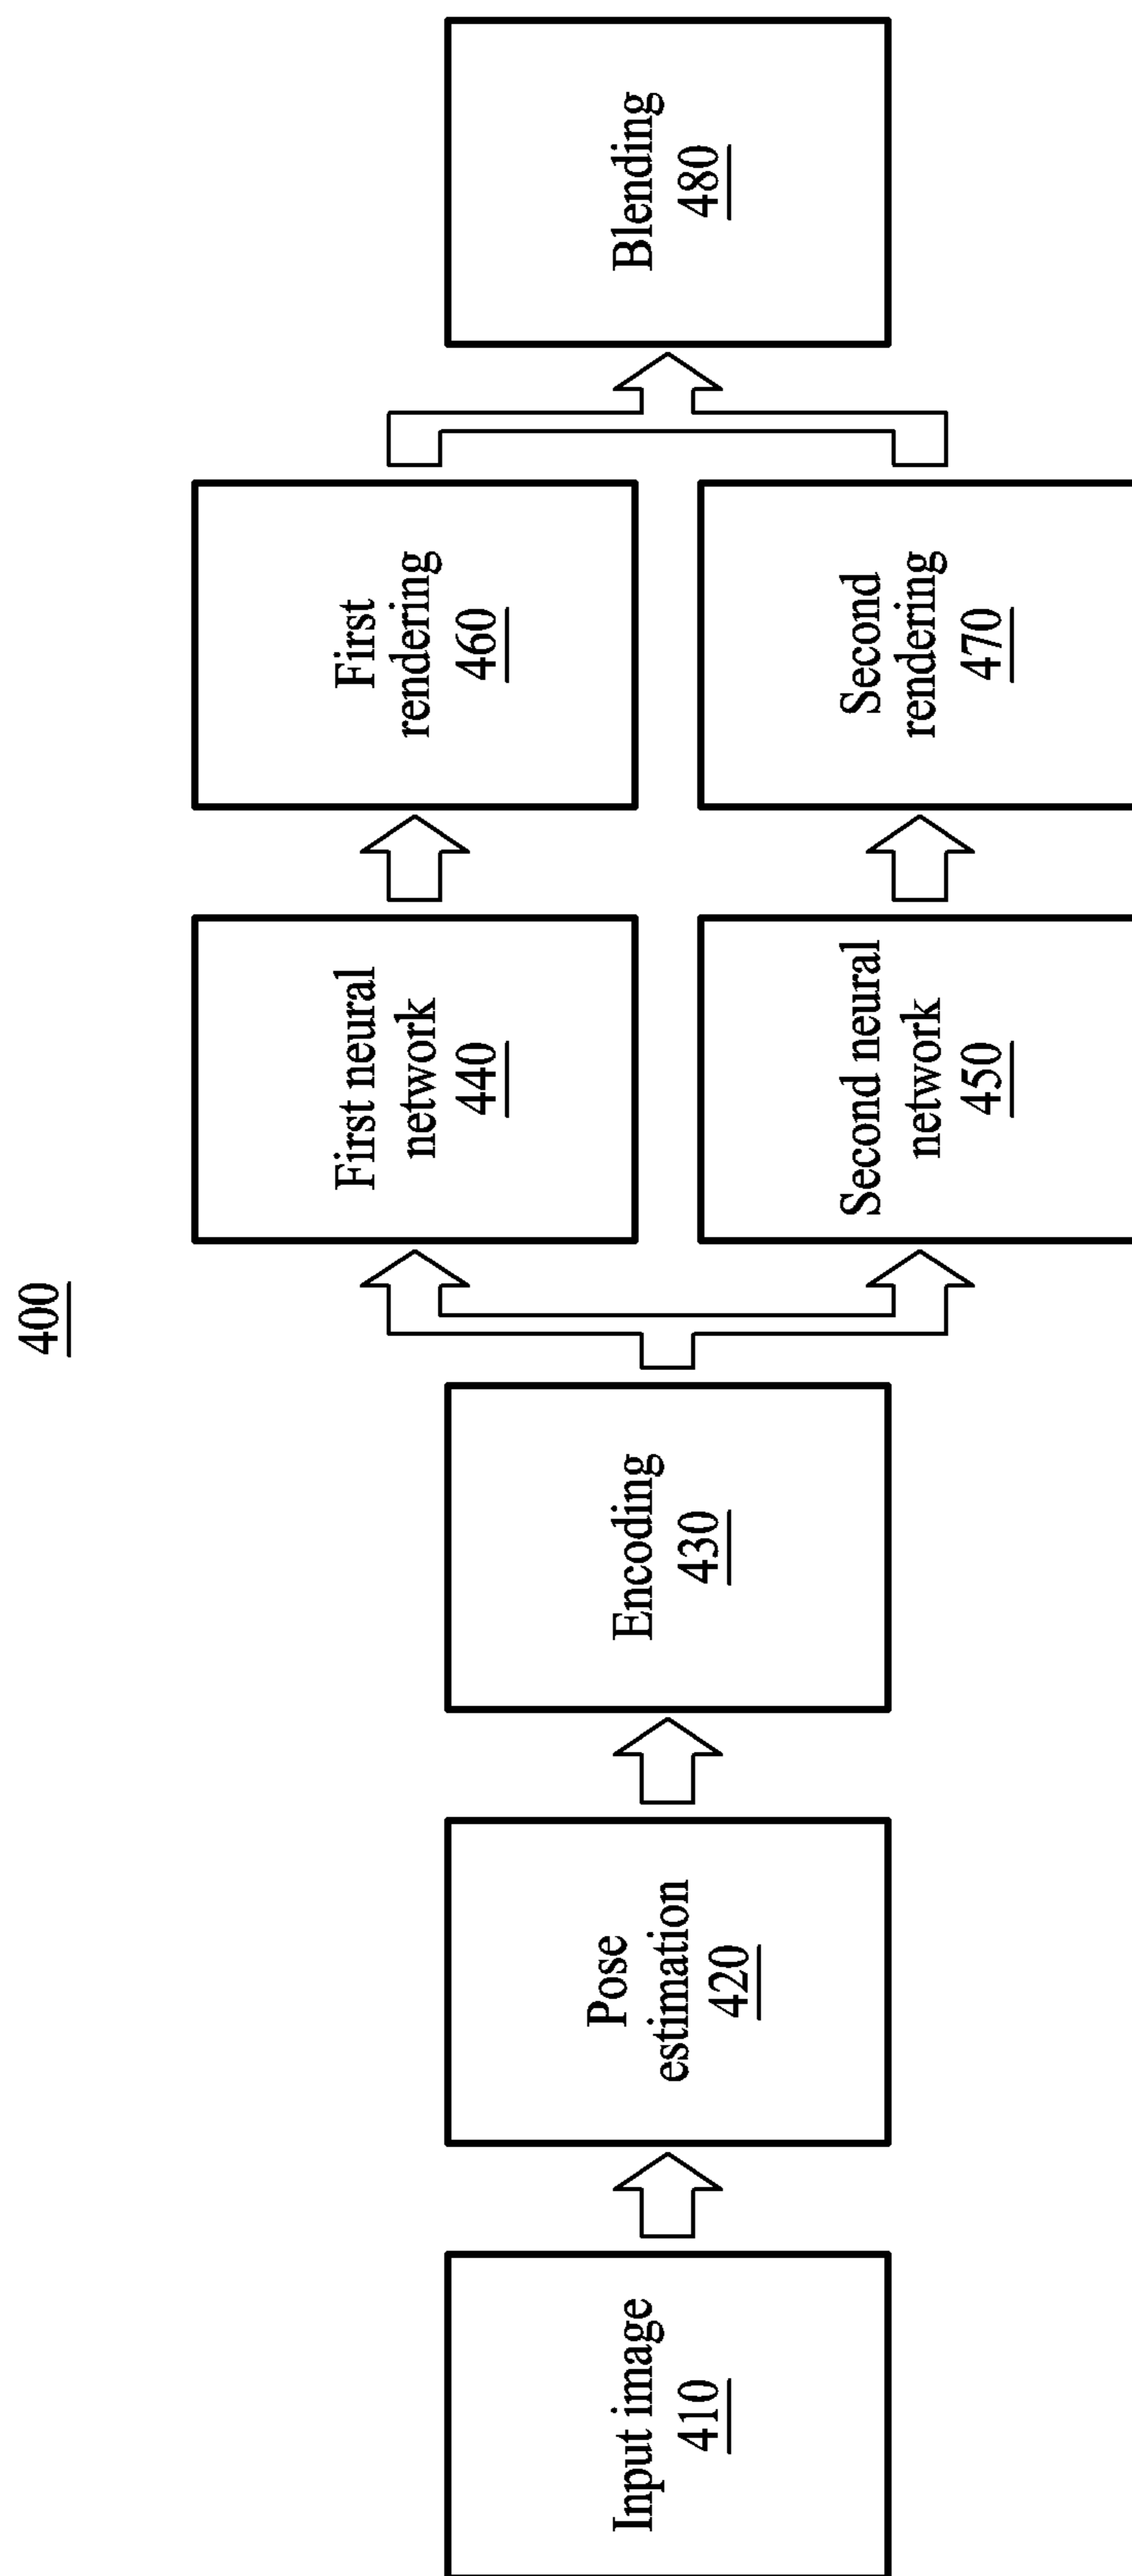 400
Input image
410
Pose
estimation
420
Encoding
430
First neural
network
440
Second neural
network
450
First
rendering
460
Second
rendering
470
Blending
480